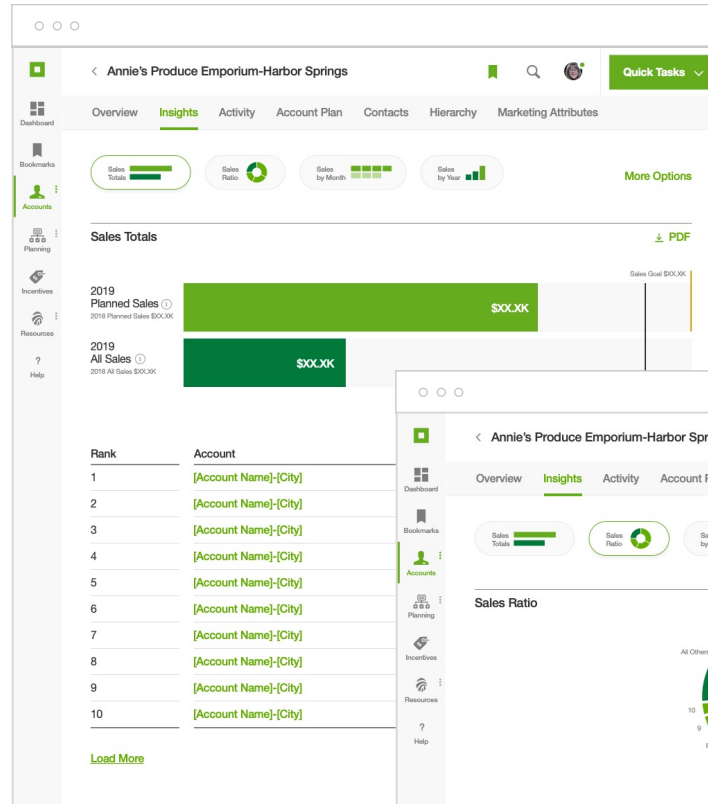 Annie's Produce Emporium-Harbor Springs
Quick Tasks
Dashboard
Bookmarks
Accounts
Planning
Incentives
Resources
?
Help
Overview Insights Activity Account Plan Contacts Hierarchy Marketing Attributes
Sales
Totals
Sales
Ratio
Sales
by Month
Sales
by Year
More Options
Sales Totals
PDF
Sales Goal $XX.XK
2019
Planned Sales
2018 Planned Sales $XX.XK
$XX.XK
2019
All Sales
2018 All Sales $XX.XK
$XX.XK
Rank Account
1 [Account Name]-[City]
2 [Account Name]-[City]
3 [Account Name]-[City]
4 [Account Name]-[City]
5 [Account Name]-[City]
6 [Account Name]-[City]
7 [Account Name]-[City]
8 [Account Name]-[City]
9 [Account Name]-[City]
10 [Account Name]-[City]
Load More
Annie's Produce Emporium-Harbor Spr
Dashboard
Bookmarks
Accounts
Planning
Incentives
Resources
?
Help
Overview Insights Activity Account
Sales
Totals
Sales
Ratio
by
Sales Ratio
All Others
10
9
8